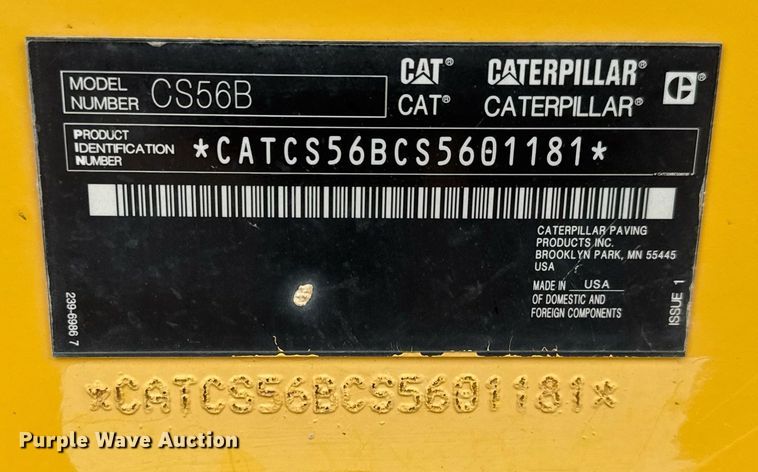 CAT® CATERPILLAR®
CAT® CATERPILLAR®
MODEL NUMBER CS56B
PRODUCT IDENTIFICATION NUMBER *CATCS56BCS5601181*
CATERPILLAR PAVING
PRODUCTS INC.
BROOKLYN PARK, MN 55445
USA
MADE IN USA
OF DOMESTIC AND
FOREIGN COMPONENTS
ISSUE 1
239-6986 7
*CATCS56BCS5601181*
Purple Wave Auction